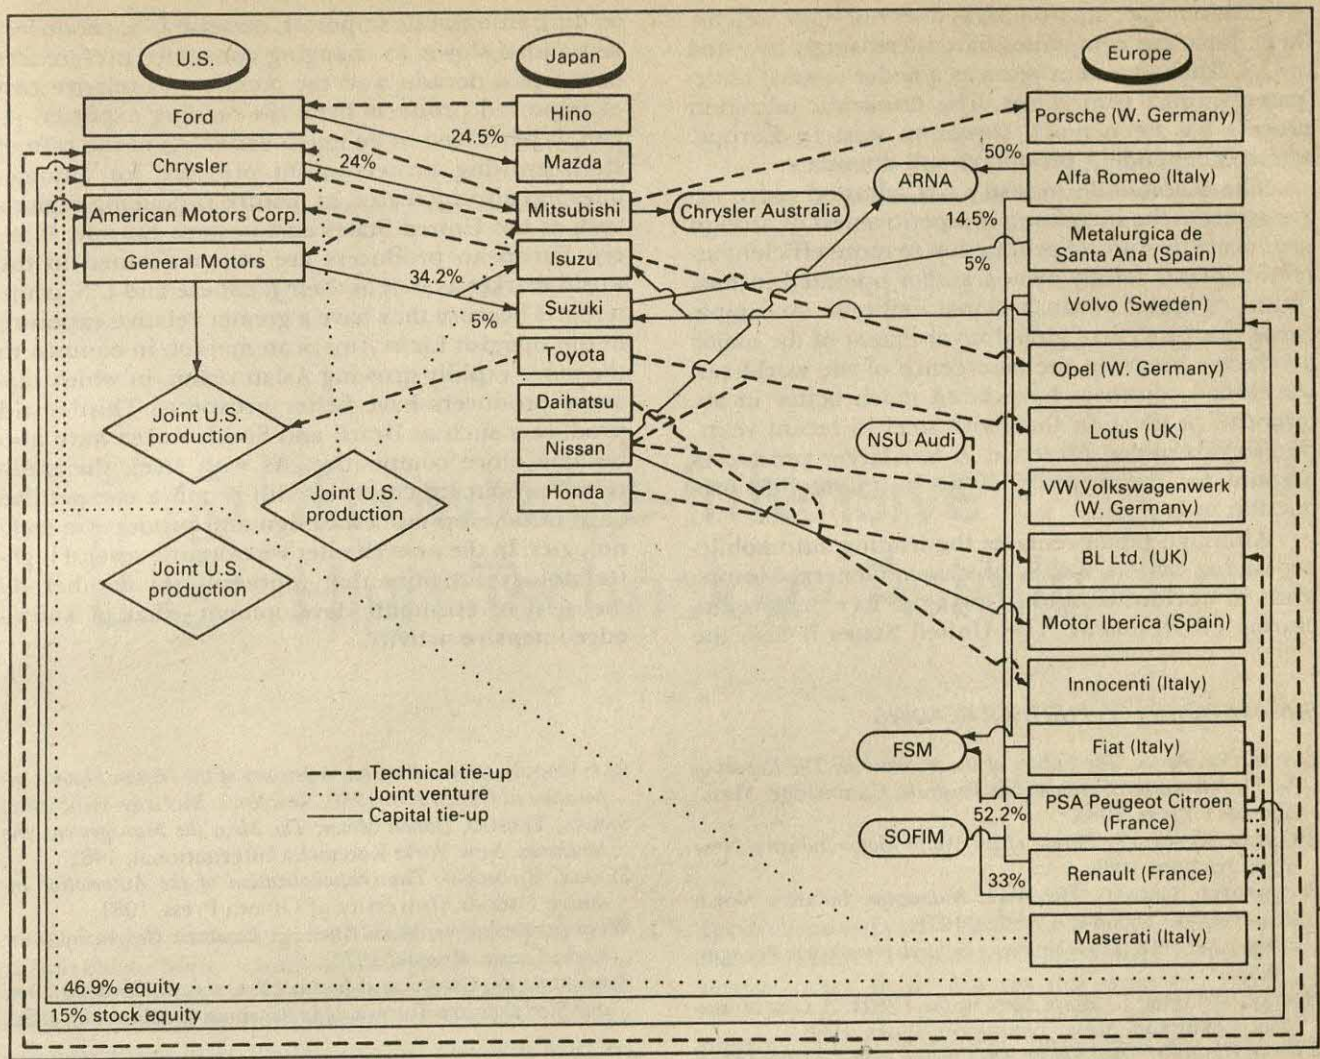 U.S.
Japan
Europe
Ford
Chrysler
American Motors Corp.
General Motors
24.5%
24%
34.2%
5%
Hino
Mazda
Mitsubishi
Isuzu
Suzuki
Toyota
Daihatsu
Nissan
Honda
Chrysler Australia
ARNA
50%
14.5%
5%
NSU Audi
Porsche (W. Germany)
Alfa Romeo (Italy)
Metalurgica de
Santa Ana (Spain)
Volvo (Sweden)
Opel (W. Germany)
Lotus (UK)
VW Volkswagenwerk
(W. Germany)
BL Ltd. (UK)
Motor Iberica (Spain)
Innocenti (Italy)
Fiat (Italy)
PSA Peugeot Citroen
(France)
Renault (France)
Maserati (Italy)
Joint U.S.
production
Joint U.S.
production
Joint U.S.
production
FSM
SOFIM
52.2%
33%
Technical tie-up
Joint venture
Capital tie-up
46.9% equity
15% stock equity